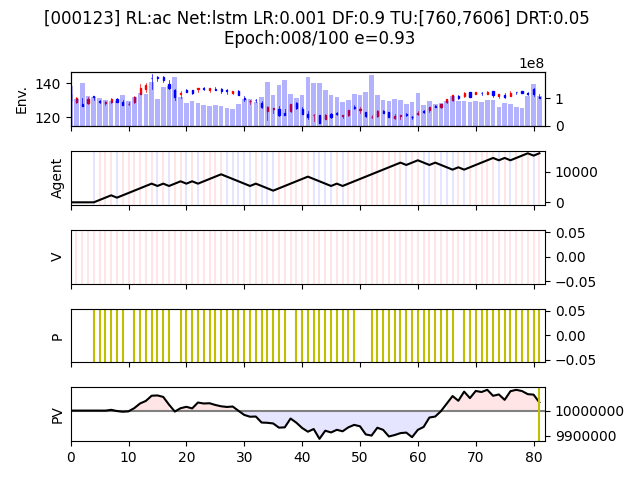 [000123] RL:ac Net:lstm LR:0.001 DF:0.9 TU:[760,7606] DRT:0.05
Epoch:008/100 e=0.93
1e8
Env.
140
120
1
0
Agent
10000
0
V
0.05
0.00
−0.05
P
0.05
0.00
−0.05
PV
10000000
9900000
0 10 20 30 40 50 60 70 80